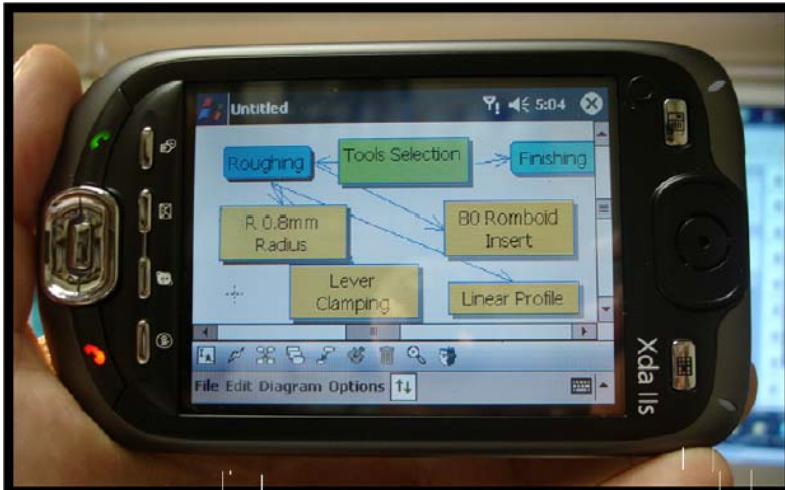 Untitled
5:04
Roughing
Tools Selection
Finishing
R 0.8mm
Radius
80 Romboid
Insert
Lever
Clamping
Linear Profile
File Edit Diagram Options
Xda IIs